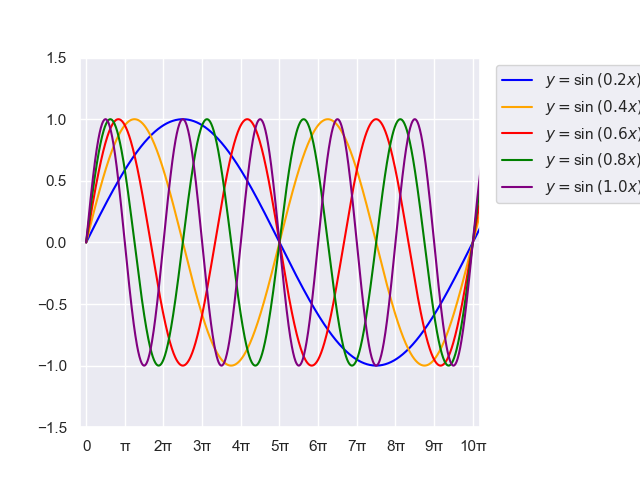 1.5
1.0
0.5
0.0
−0.5
−1.0
−1.5
0 π 2π 3π 4π 5π 6π 7π 8π 9π 10π
y = sin (0.2x)
y = sin (0.4x)
y = sin (0.6x)
y = sin (0.8x)
y = sin (1.0x)